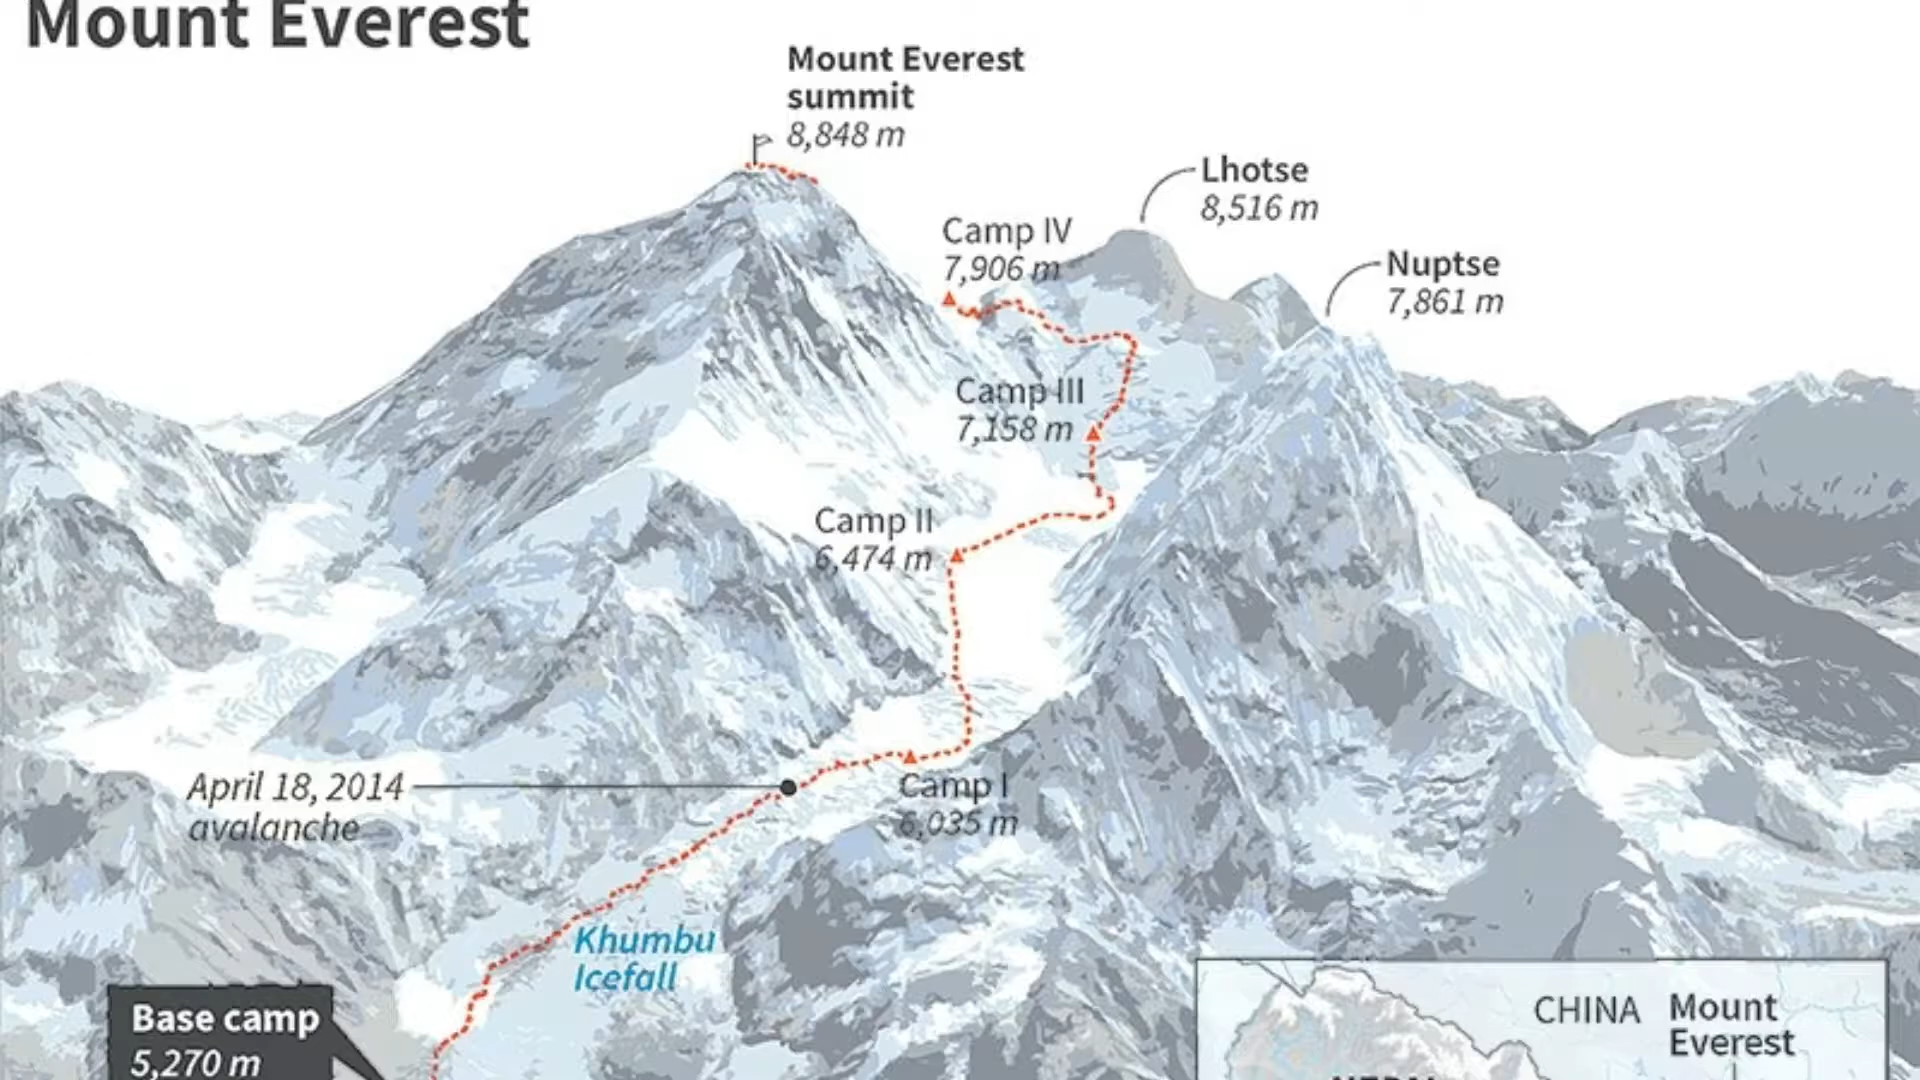 Mount Everest
Mount Everest
summit
8,848 m
Lhotse
8,516 m
Camp IV
7,906 m
Nuptse
7,861 m
Camp III
7,158 m
Camp II
6,474 m
April 18, 2014
avalanche
Camp I
6,035 m
Khumbu
Icefall
Base camp
5,270 m
CHINA
Mount
Everest
NEPAL